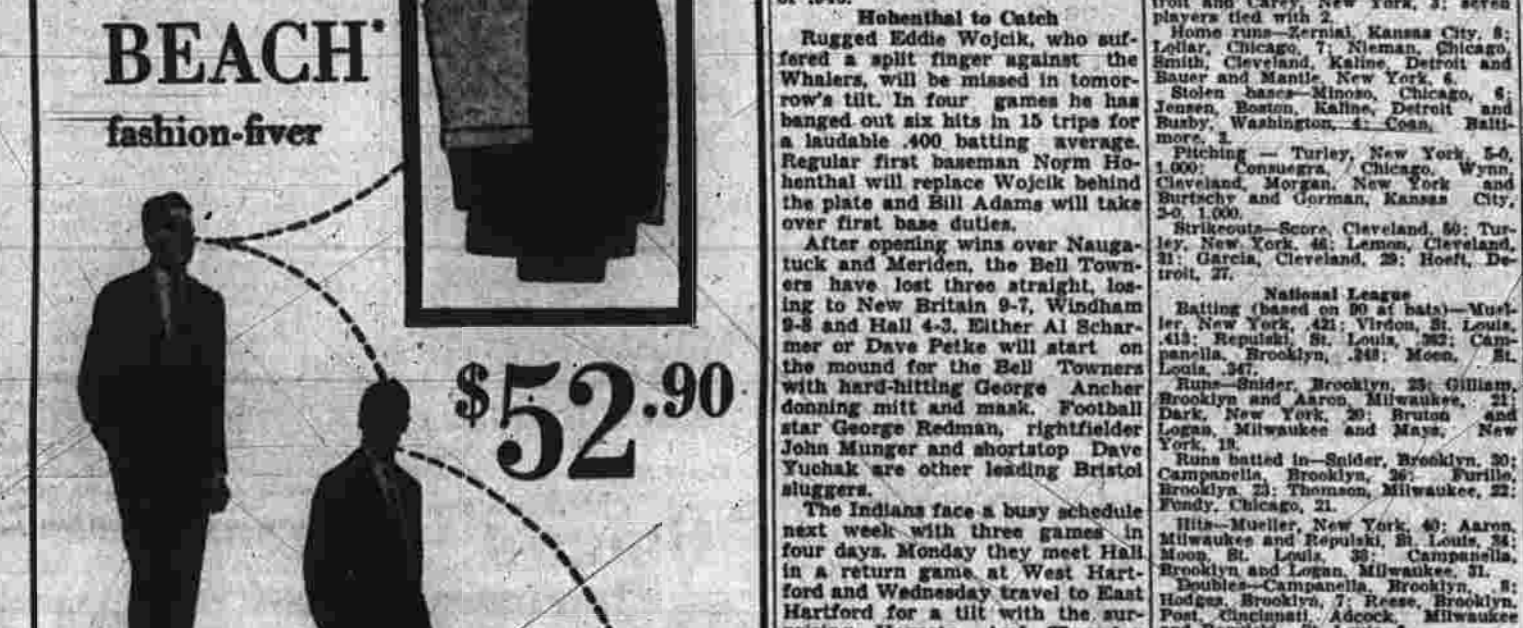 BEACH*
fashion-fiver
$52.90
Hohenthal to Catch
Rugged Eddie Wojcik, who suf-
fered a split finger against the
Whalers, will be missed in tomor-
row's tilt. In four games he has
banged out six hits in 15 trips for
a laudable .400 batting average.
Regular first baseman Norm Ho-
henthal will replace Wojcik behind
the plate and Bill Adams will take
over first base duties.
After opening wins over Nauga-
tuck and Meriden, the Bell Town-
ers have lost three straight, los-
ing to New Britain 9-7, Windham
9-8 and Hall 4-3. Either Al Schar-
mer or Dave Petke will start on
the mound for the Bell Towners
with hard-hitting George Ancher
donning mitt and mask. Football
star George Redman, rightfielder
John Munger and shortstop Dave
Yuchak are other leading Bristol
sluggers.
The Indians face a busy schedule
next week with three games in
four days. Monday they meet Hall
in a return game at West Hart-
ford and Wednesday travel to East
Hartford for a tilt with the sur-
troit and Carey, New York, 3; seven
players tied with 2.
Home runs—Zernial, Kansas City, 8;
Lollar, Chicago, 7; Nieman, Chicago,
Smith, Cleveland, Kaline, Detroit and
Bauer and Mantle, New York, 6.
Stolen bases—Minoso, Chicago, 6;
Jensen, Boston, Kaline, Detroit and
Busby, Washington, 4; Coan, Balti-
more, 3.
Pitching — Turley, New York, 5-0,
1.000; Consuegra, Chicago, Wynn,
Cleveland, Morgan, New York and
Burtschy and Gorman, Kansas City,
1.000.
Strikeouts—Score, Cleveland, 50; Tur-
ley, New York, 46; Lemon, Cleveland,
31; Garcia, Cleveland, 29; Hoeft, De-
troit, 27.
National League
Batting (based on 90 at bats)—Muel-
ler, New York, .421; Virdon, St. Louis,
.413; Repulski, St. Louis, Cam-
panella, Brooklyn, Moon, St.
Louis, .347.
Runs—Snider, Brooklyn, Gilliam,
Brooklyn and Aaron, Milwaukee, 21;
Dark, New York, 20; Bruton and
Logan, Milwaukee and Mays, New
York, 19.
Runs batted in—Snider, Brooklyn, 30;
Campanella, Brooklyn, 26; Furillo,
Brooklyn, 23; Thomson, Milwaukee, 22;
Fondy, Chicago, 21.
Hits—Mueller, New York, 40; Aaron,
Milwaukee and Repulski, St. Louis,
Moon, St. Louis, Campanella,
Brooklyn and Logan, Milwaukee, 31.
Doubles—Campanella, Brooklyn,
Hodges, Brooklyn, 7; Reese, Brooklyn,
Post, Cincinnati, Adcock, Milwaukee